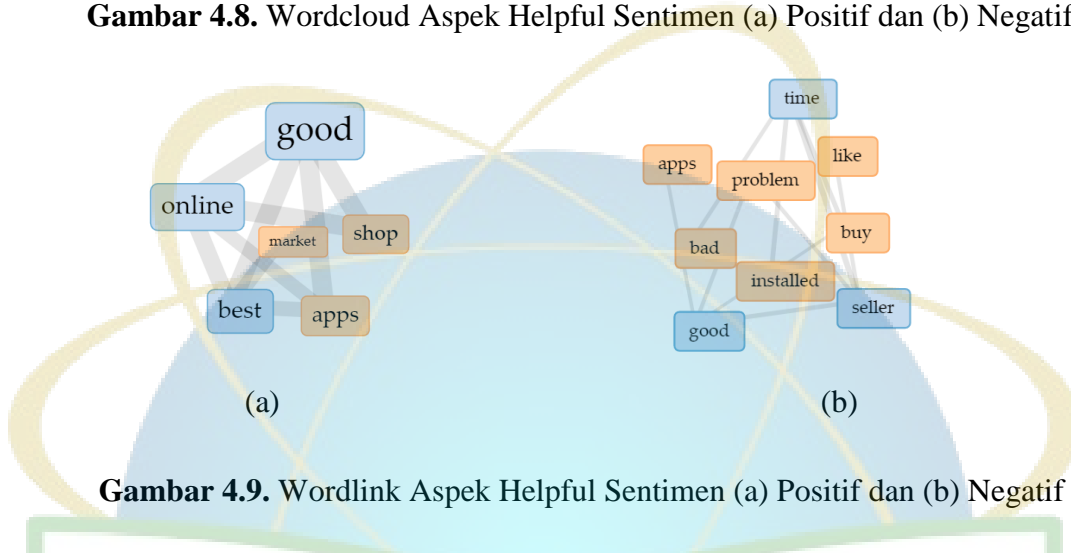 Gambar 4.8. Wordcloud Aspek Helpful Sentimen (a) Positif dan (b) Negatif
good
online
market
shop
best
apps
(a)
time
apps
problem
like
bad
buy
installed
seller
good
(b)
Gambar 4.9. Wordlink Aspek Helpful Sentimen (a) Positif dan (b) Negatif